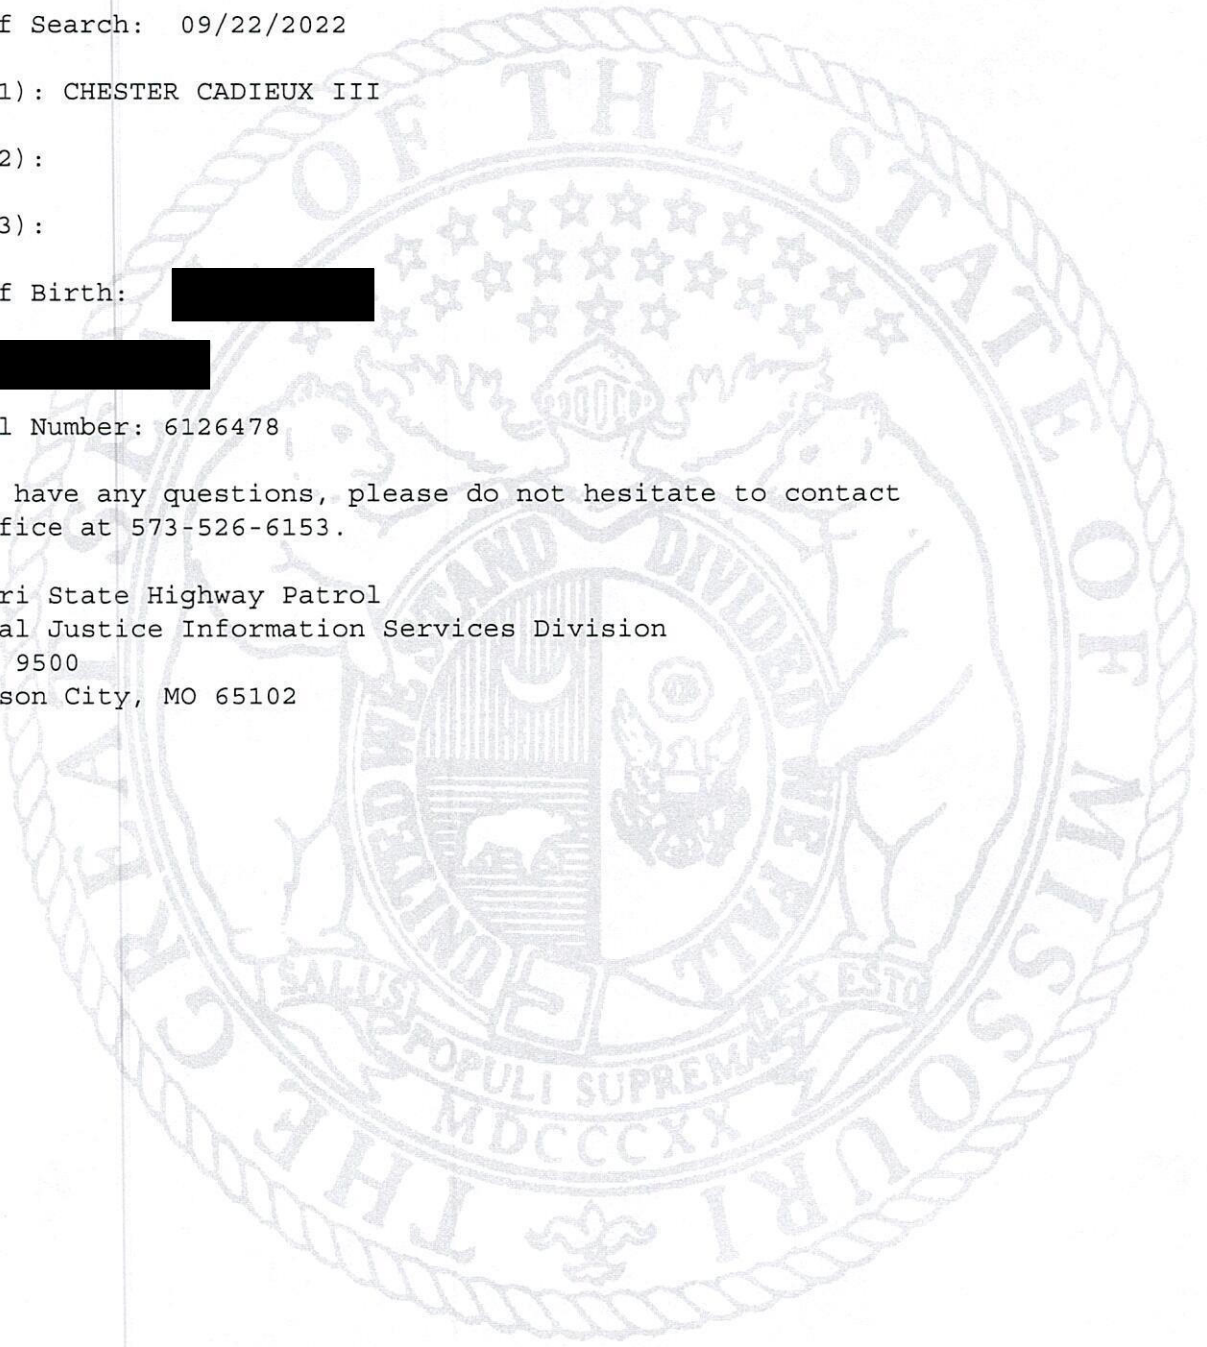 f Search: 09/22/2022
1): CHESTER CADIEUX III
2):
3):
f Birth:
l Number: 6126478
have any questions, please do not hesitate to contact
fice at 573-526-6153.
ri State Highway Patrol
al Justice Information Services Division
9500
son City, MO 65102
THE GREAT SEAL OF THE STATE OF MISSOURI
UNITED WE STAND DIVIDED WE FALL
SALUS POPULI SUPREMA LEX ESTO
MDCCCXX